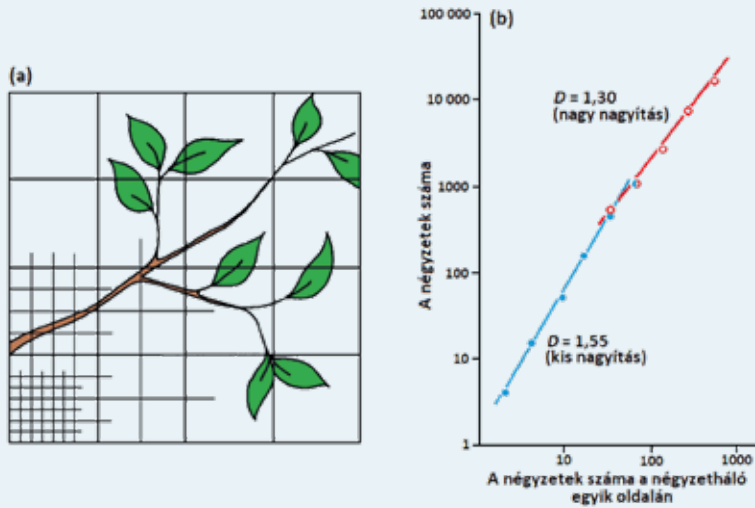 (a)
(b)
100 000
10 000
1000
100
10
1
A négyzetek száma
D = 1,30
(nagy nagyítás)
D = 1,55
(kis nagyítás)
10
100
1000
A négyzetek száma a négyzetháló
egyik oldalán